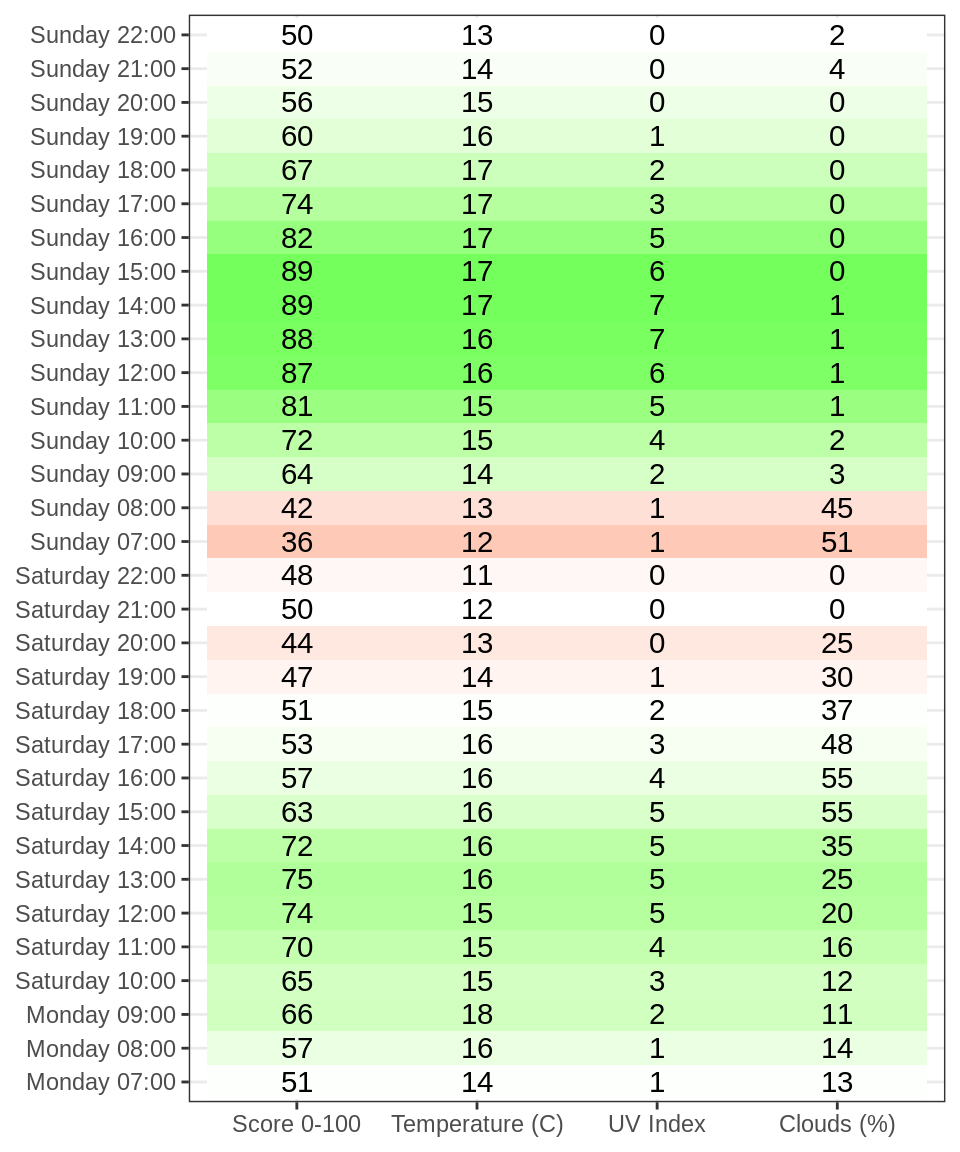 Sunday 22:00 50 13 0 2
Sunday 21:00 52 14 0 4
Sunday 20:00 56 15 0 0
Sunday 19:00 60 16 1 0
Sunday 18:00 67 17 2 0
Sunday 17:00 74 17 3 0
Sunday 16:00 82 17 5 0
Sunday 15:00 89 17 6 0
Sunday 14:00 89 17 7 1
Sunday 13:00 88 16 7 1
Sunday 12:00 87 16 6 1
Sunday 11:00 81 15 5 1
Sunday 10:00 72 15 4 2
Sunday 09:00 64 14 2 3
Sunday 08:00 42 13 1 45
Sunday 07:00 36 12 1 51
Saturday 22:00 48 11 0 0
Saturday 21:00 50 12 0 0
Saturday 20:00 44 13 0 25
Saturday 19:00 47 14 1 30
Saturday 18:00 51 15 2 37
Saturday 17:00 53 16 3 48
Saturday 16:00 57 16 4 55
Saturday 15:00 63 16 5 55
Saturday 14:00 72 16 5 35
Saturday 13:00 75 16 5 25
Saturday 12:00 74 15 5 20
Saturday 11:00 70 15 4 16
Saturday 10:00 65 15 3 12
Monday 09:00 66 18 2 11
Monday 08:00 57 16 1 14
Monday 07:00 51 14 1 13
Score 0-100 Temperature (C) UV Index Clouds (%)